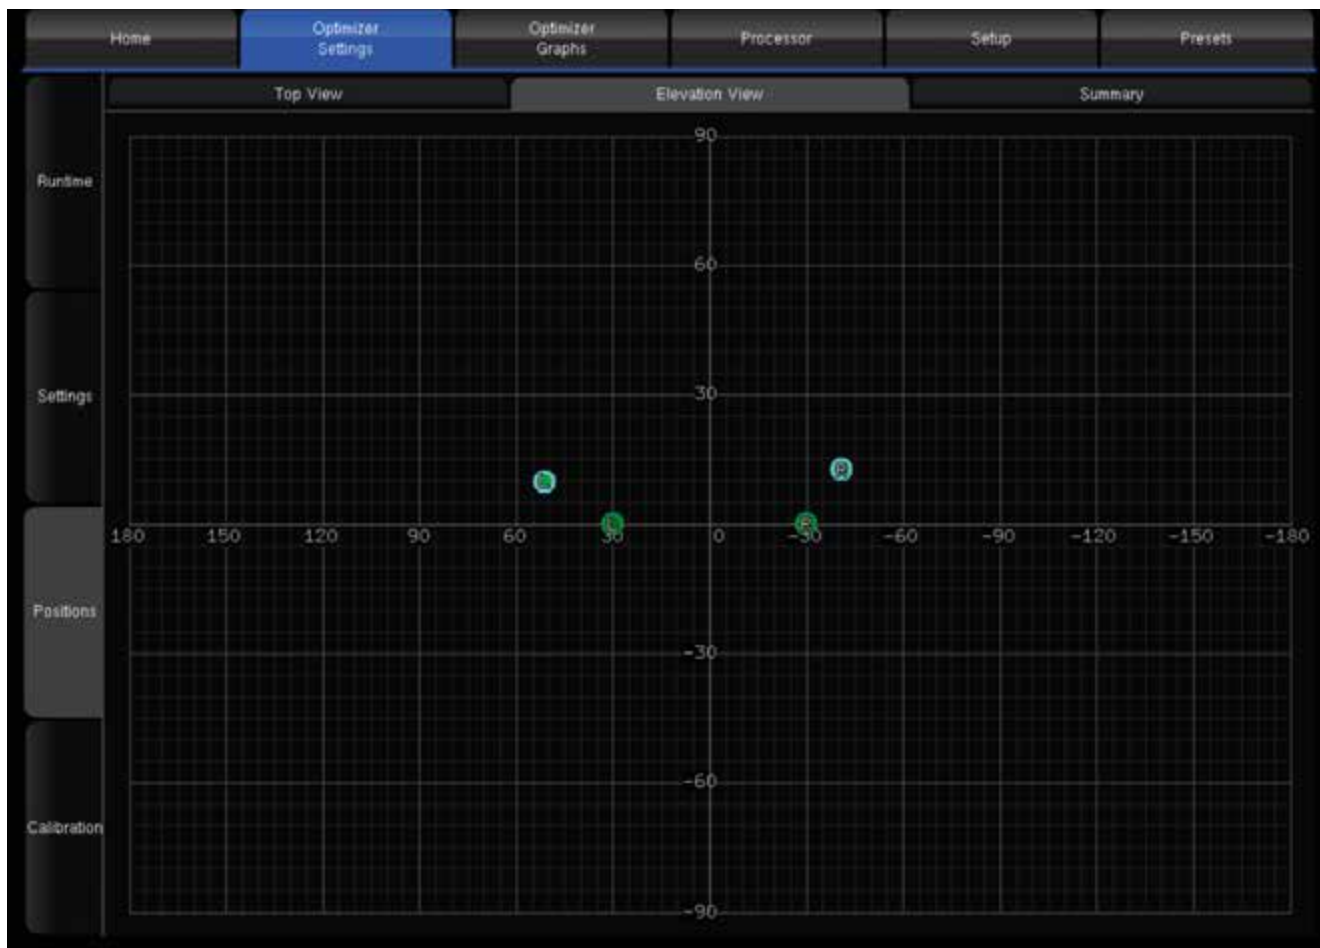 Home
Optimizer
Settings
Optimizer
Graphs
Processor
Setup
Presets
Top View
Elevation View
Summary
Runtime
Settings
Positions
Calibration
90
60
30
180 150 120 90 60 30 0 -30 -60 -90 -120 -150 -180
-30
-60
-90